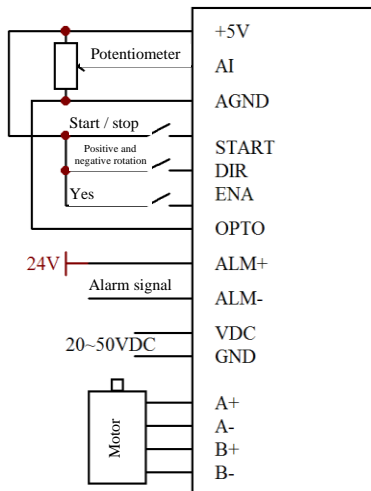 +5V
Potentiometer
AI
AGND
Start / stop
START
Positive and
negative rotation
DIR
Yes
ENA
OPTO
24V
ALM+
Alarm signal
ALM-
VDC
20~50VDC
GND
A+
A-
B+
B-
Motor